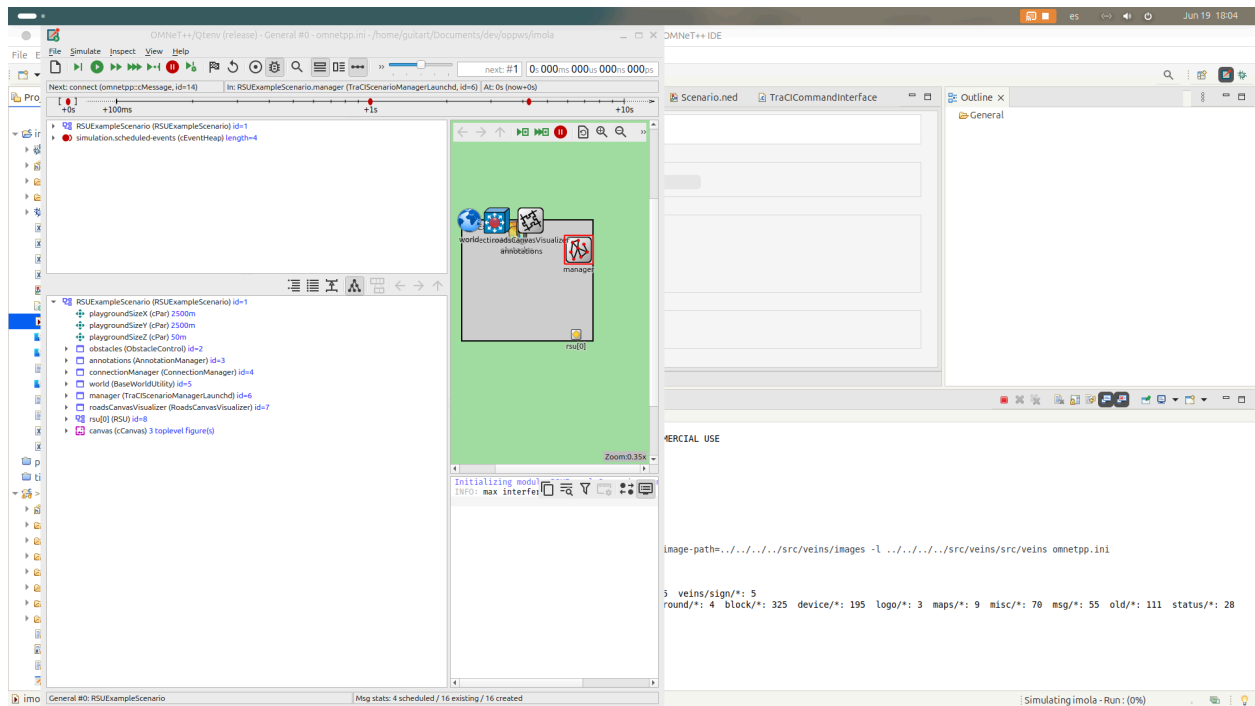 es
Jun 19 18:04
OMNeT++/Qtenv (release) - General #0 - omnetpp.ini - /home/guitart/Documents/dev/oppws/imola
OMNeT++ IDE
File E
File Simulate Inspect View Help
next: #1
0s 000ms 000us 000ns 000ps
Next: connect (omnetpp::cMessage, id=14)
In: RSUExampleScenario.manager (TraCIScenarioManagerLaunchd, id=6)
At: 0s (now+0s)
Pro
Scenario.ned
TraCICommandInterface
Outline
General
+0s
+100ms
+1s
+10s
RSUExampleScenario (RSUExampleScenario) id=1
simulation.scheduled-events (cEventHeap) length=4
annotations
manager
rsu[0]
Zoom:0.35x
RSUExampleScenario (RSUExampleScenario) id=1
playgroundSizeX (cPar) 2500m
playgroundSizeY (cPar) 2500m
playgroundSizeZ (cPar) 50m
obstacles (ObstacleControl) id=2
annotations (AnnotationManager) id=3
connectionManager (ConnectionManager) id=4
world (BaseWorldUtility) id=5
manager (TraCIScenarioManagerLaunchd) id=6
roadsCanvasVisualizer (RoadsCanvasVisualizer) id=7
rsu[0] (RSU) id=8
canvas (cCanvas) 3 toplevel figure(s)
Initializing modul
INFO: max interfe
MERCIAL USE
image-path=../../../../src/veins/images -l ../../../../src/veins/src/veins omnetpp.ini
veins/sign/*: 5
round/*: 4 block/*: 325 device/*: 195 logo/*: 3 maps/*: 9 misc/*: 70 msg/*: 55 old/*: 111 status/*: 28
General #0: RSUExampleScenario
Msg stats: 4 scheduled / 16 existing / 16 created
imo
Simulating imola - Run : (0%)